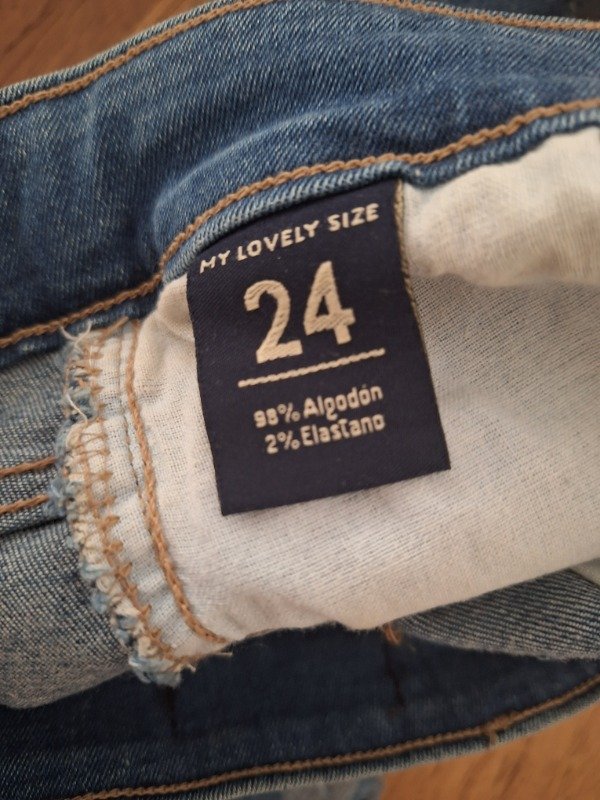 MY LOVELY SIZE
24
98% Algodón
2% Elastano